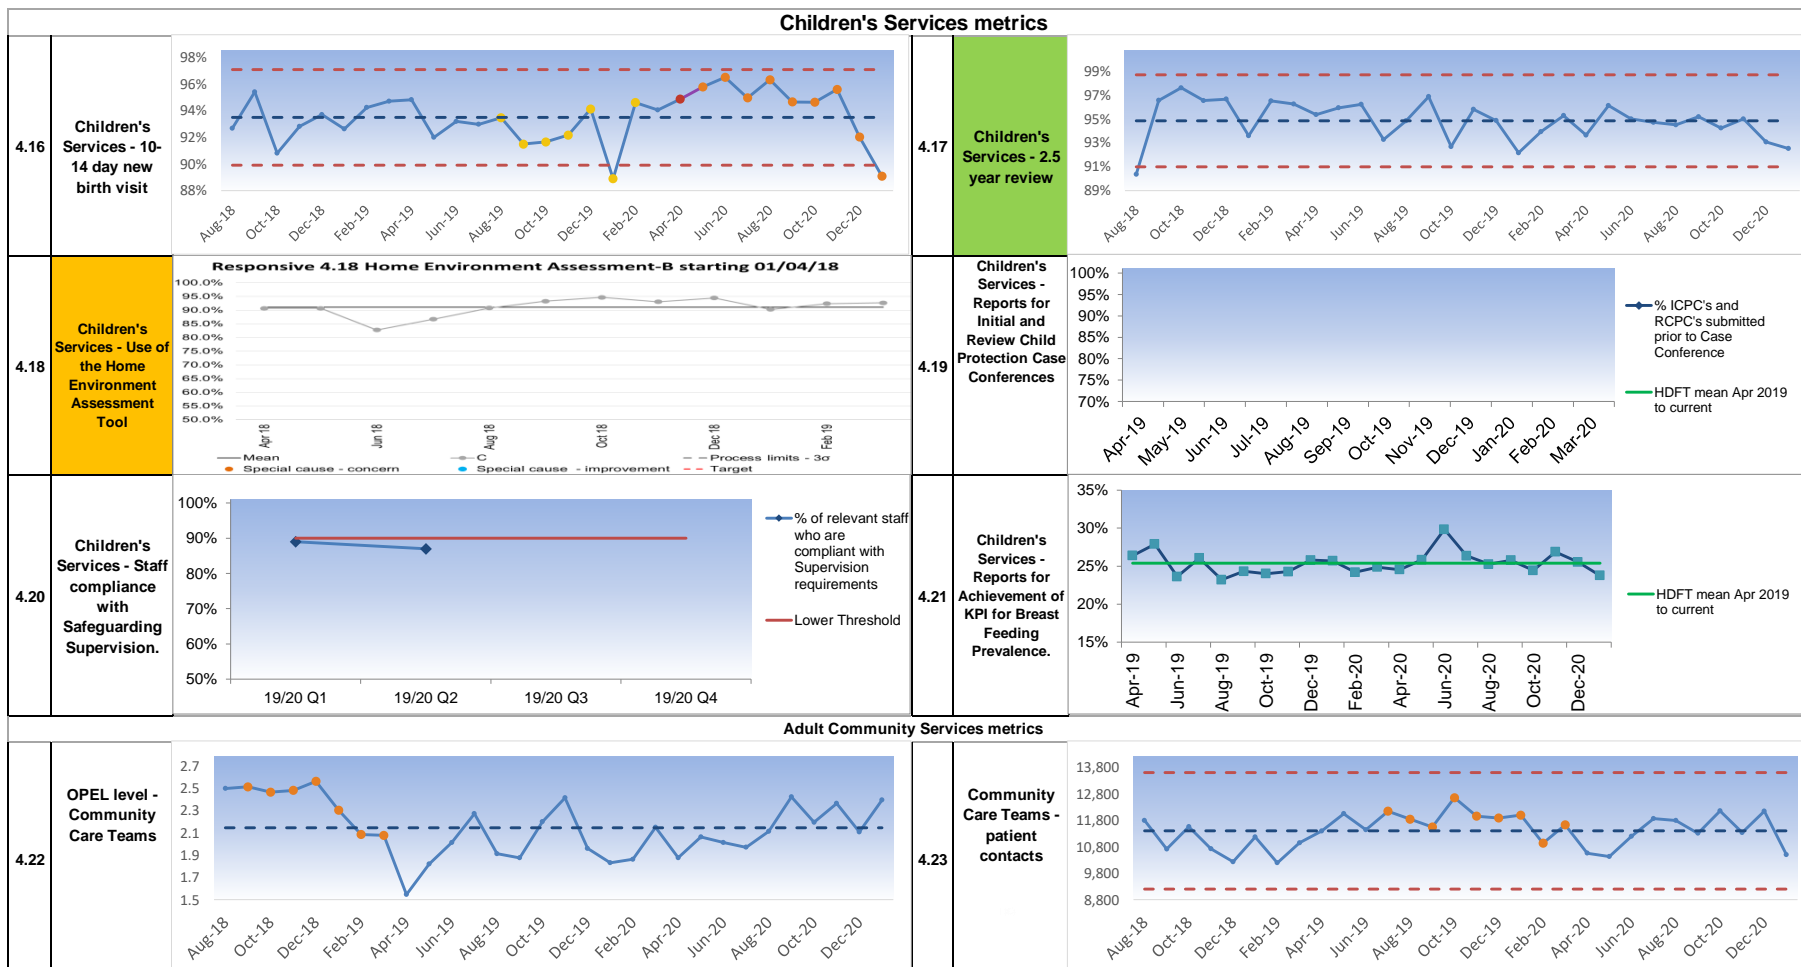 Children's Services metrics
4.16
Children's
Services - 10-
14 day new
birth visit
98%
96%
94%
92%
90%
88%
Aug-18
Oct-18
Dec-18
Feb-19
Apr-19
Jun-19
Aug-19
Oct-19
Dec-19
Feb-20
Apr-20
Jun-20
Aug-20
Oct-20
Dec-20
4.17
Children's
Services - 2.5
year review
99%
97%
95%
93%
91%
89%
Aug-18
Oct-18
Dec-18
Feb-19
Apr-19
Jun-19
Aug-19
Oct-19
Dec-19
Feb-20
Apr-20
Jun-20
Aug-20
Oct-20
Dec-20
4.18
Children's
Services - Use of
the Home
Environment
Assessment
Tool
Responsive 4.18 Home Environment Assessment-B starting 01/04/18
100.0%
95.0%
90.0%
85.0%
80.0%
75.0%
70.0%
65.0%
60.0%
55.0%
50.0%
Apr 18
Jun 18
Aug 18
Oct 18
Dec 18
Feb 19
Mean
C
Process limits - 3σ
Special cause - concern
Special cause - improvement
Target
4.19
Children's
Services -
Reports for
Initial and
Review Child
Protection Case
Conferences
100%
95%
90%
85%
80%
75%
70%
Apr-19
May-19
Jun-19
Jul-19
Aug-19
Sep-19
Oct-19
Nov-19
Dec-19
Jan-20
Feb-20
Mar-20
% ICPC's and
RCPC's submitted
prior to Case
Conference
HDFT mean Apr 2019
to current
4.20
Children's
Services - Staff
compliance
with
Safeguarding
Supervision.
100%
90%
80%
70%
60%
50%
19/20 Q1
19/20 Q2
19/20 Q3
19/20 Q4
% of relevant staff
who are
compliant with
Supervision
requirements
Lower Threshold
4.21
Children's
Services -
Reports for
Achievement of
KPI for Breast
Feeding
Prevalence.
35%
30%
25%
20%
15%
Apr-19
Jun-19
Aug-19
Oct-19
Dec-19
Feb-20
Apr-20
Jun-20
Aug-20
Oct-20
Dec-20
HDFT mean Apr 2019
to current
Adult Community Services metrics
4.22
OPEL level -
Community
Care Teams
2.7
2.5
2.3
2.1
1.9
1.7
1.5
Aug-18
Oct-18
Dec-18
Feb-19
Apr-19
Jun-19
Aug-19
Oct-19
Dec-19
Feb-20
Apr-20
Jun-20
Aug-20
Oct-20
Dec-20
4.23
Community
Care Teams -
patient
contacts
13,800
12,800
11,800
10,800
9,800
8,800
Aug-18
Oct-18
Dec-18
Feb-19
Apr-19
Jun-19
Aug-19
Oct-19
Dec-19
Feb-20
Apr-20
Jun-20
Aug-20
Oct-20
Dec-20